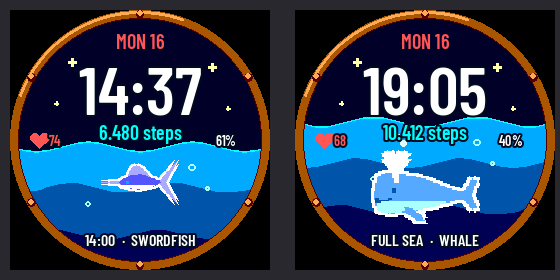 MON 16
14:37
6.480 steps
74
61%
14:00 · SWORDFISH
MON 16
19:05
10.412 steps
68
40%
FULL SEA · WHALE